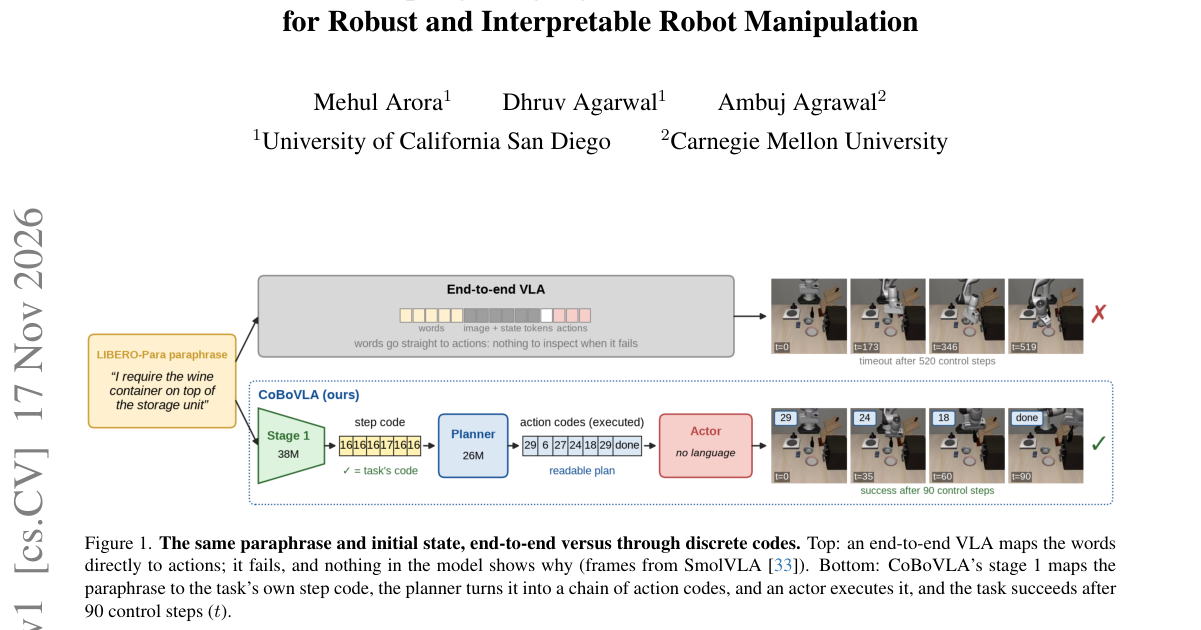 for Robust and Interpretable Robot Manipulation
Mehul Arora1 Dhruv Agarwal1 Ambuj Agrawal2
1University of California San Diego 2Carnegie Mellon University
v1 [cs.CV] 17 Nov 2026
LIBERO-Para paraphrase
“I require the wine
container on top of
the storage unit”
End-to-end VLA
words image + state tokens actions
words go straight to actions: nothing to inspect when it fails
t=0 t=173 t=346 t=519
✗
timeout after 520 control steps
CoBoVLA (ours)
Stage 1
38M
step code
16 16 16 17 16 16
✓ = task's code
Planner
26M
action codes (executed)
29 6 27 24 18 29 done
readable plan
Actor
no language
29 24 18 done
t=0 t=35 t=60 t=90
✓
success after 90 control steps
Figure 1. The same paraphrase and initial state, end-to-end versus through discrete codes. Top: an end-to-end VLA maps the words
directly to actions; it fails, and nothing in the model shows why (frames from SmolVLA [33]). Bottom: CoBoVLA’s stage 1 maps the
paraphrase to the task’s own step code, the planner turns it into a chain of action codes, and an actor executes it, and the task succeeds after
90 control steps (t).